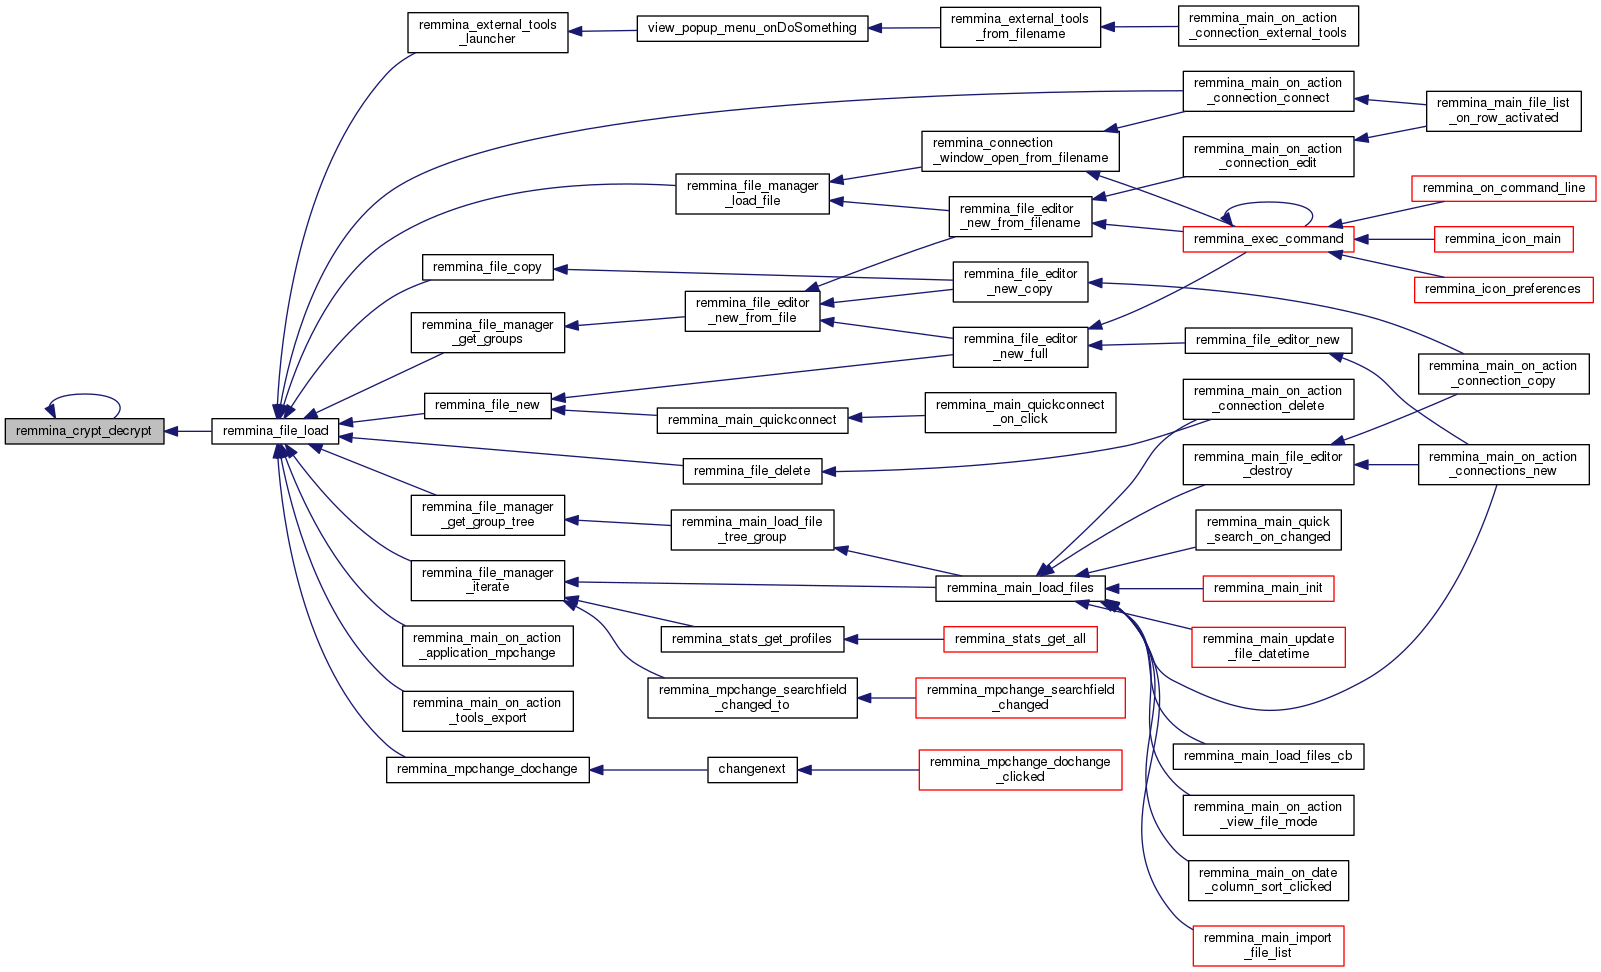 remmina_crypt_decrypt
remmina_file_load
remmina_external_tools
_launcher
view_popup_menu_onDoSomething
remmina_external_tools
_from_filename
remmina_main_on_action
_connection_external_tools
remmina_main_on_action
_connection_connect
remmina_main_file_list
_on_row_activated
remmina_connection
_window_open_from_filename
remmina_main_on_action
_connection_edit
remmina_file_manager
_load_file
remmina_file_editor
_new_from_filename
remmina_exec_command
remmina_on_command_line
remmina_icon_main
remmina_icon_preferences
remmina_file_copy
remmina_file_editor
_new_copy
remmina_file_editor
_new_from_file
remmina_file_manager
_get_groups
remmina_file_editor
_new_full
remmina_file_editor_new
remmina_main_on_action
_connection_copy
remmina_file_new
remmina_main_quickconnect
remmina_main_quickconnect
_on_click
remmina_main_on_action
_connection_delete
remmina_file_delete
remmina_main_file_editor
_destroy
remmina_main_on_action
_connections_new
remmina_file_manager
_get_group_tree
remmina_main_load_file
_tree_group
remmina_main_quick
_search_on_changed
remmina_file_manager
_iterate
remmina_main_load_files
remmina_main_init
remmina_main_on_action
_application_mpchange
remmina_stats_get_profiles
remmina_stats_get_all
remmina_main_update
_file_datetime
remmina_mpchange_searchfield
_changed_to
remmina_mpchange_searchfield
_changed
remmina_main_on_action
_tools_export
remmina_main_load_files_cb
remmina_mpchange_dochange
changenext
remmina_mpchange_dochange
_clicked
remmina_main_on_action
_view_file_mode
remmina_main_on_date
_column_sort_clicked
remmina_main_import
_file_list